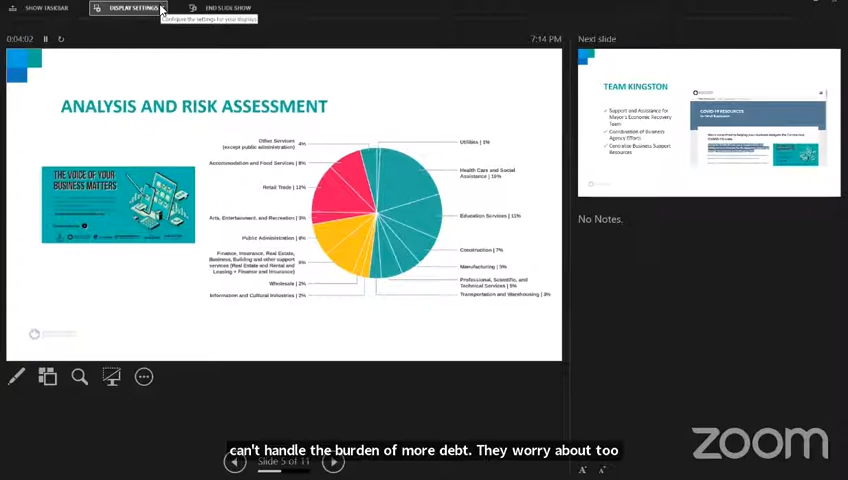 SHOW TASKBAR
DISPLAY SETTINGS
END SLIDE SHOW
Configure the settings for your displays
0:04:02
7:14 PM
Next slide
ANALYSIS AND RISK ASSESSMENT
THE VOICE OF YOUR
BUSINESS MATTERS
Other Services
(except public administration) 4%
Accommodation and Food Services | 8%
Retail Trade | 12%
Arts, Entertainment, and Recreation | 3%
Public Administration | 8%
Finance, Insurance, Real Estate,
Business, Building and other support
services (Real Estate and Rental and
Leasing + Finance and Insurance)
Wholesale | 2%
Information and Cultural Industries | 2%
Utilities | 1%
Health Care and Social
Assistance | 19%
Education Services | 11%
Construction | 7%
Manufacturing | 5%
Professional, Scientific, and
Technical Services | 5%
Transportation and Warehousing | 3%
TEAM KINGSTON
✓ Support and Assistance for
Mayor's Economic Recovery
Team
✓ Coordination of Business
Agency Efforts
✓ Centralize Business Support
Resources
COVID-19 RESOURCES
No Notes.
can't handle the burden of more debt. They worry about too
Slide 5 of 11
A A
zoom